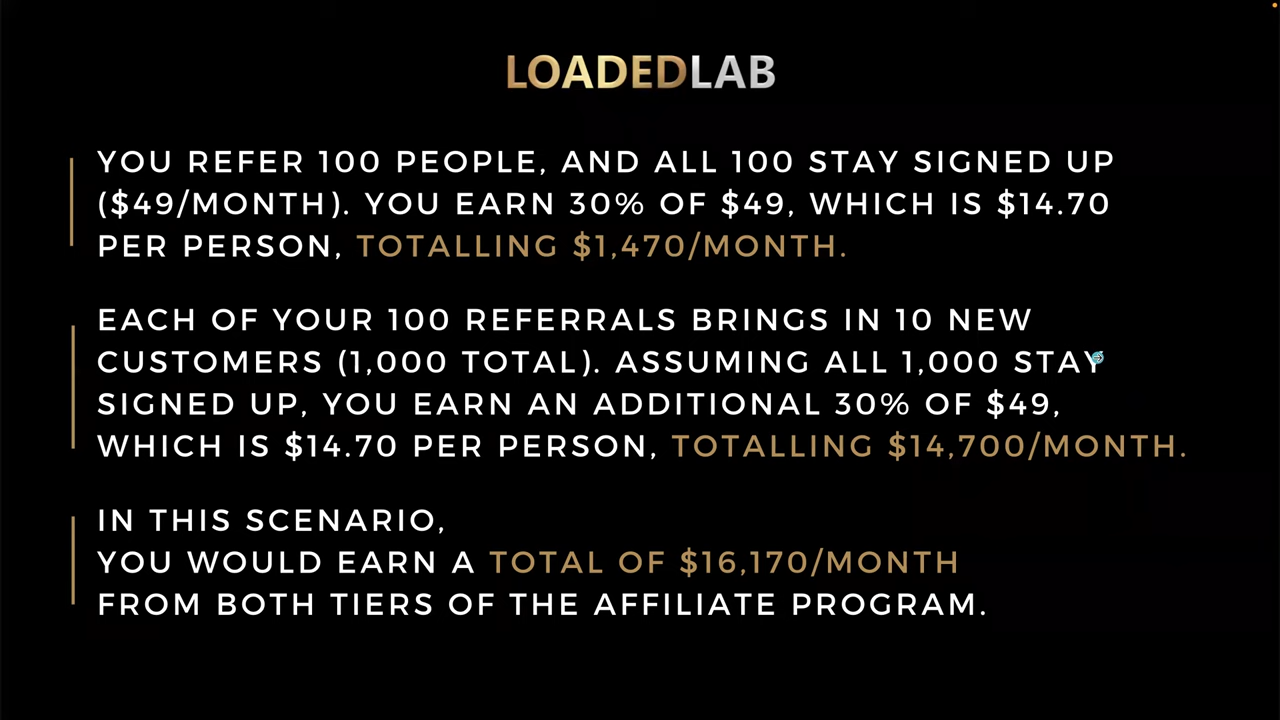 LOADEDLAB
YOU REFER 100 PEOPLE, AND ALL 100 STAY SIGNED UP
($49/MONTH). YOU EARN 30% OF $49, WHICH IS $14.70
PER PERSON, TOTALLING $1,470/MONTH.
EACH OF YOUR 100 REFERRALS BRINGS IN 10 NEW
CUSTOMERS (1,000 TOTAL). ASSUMING ALL 1,000 STAY
SIGNED UP, YOU EARN AN ADDITIONAL 30% OF $49,
WHICH IS $14.70 PER PERSON, TOTALLING $14,700/MONTH.
IN THIS SCENARIO,
YOU WOULD EARN A TOTAL OF $16,170/MONTH
FROM BOTH TIERS OF THE AFFILIATE PROGRAM.